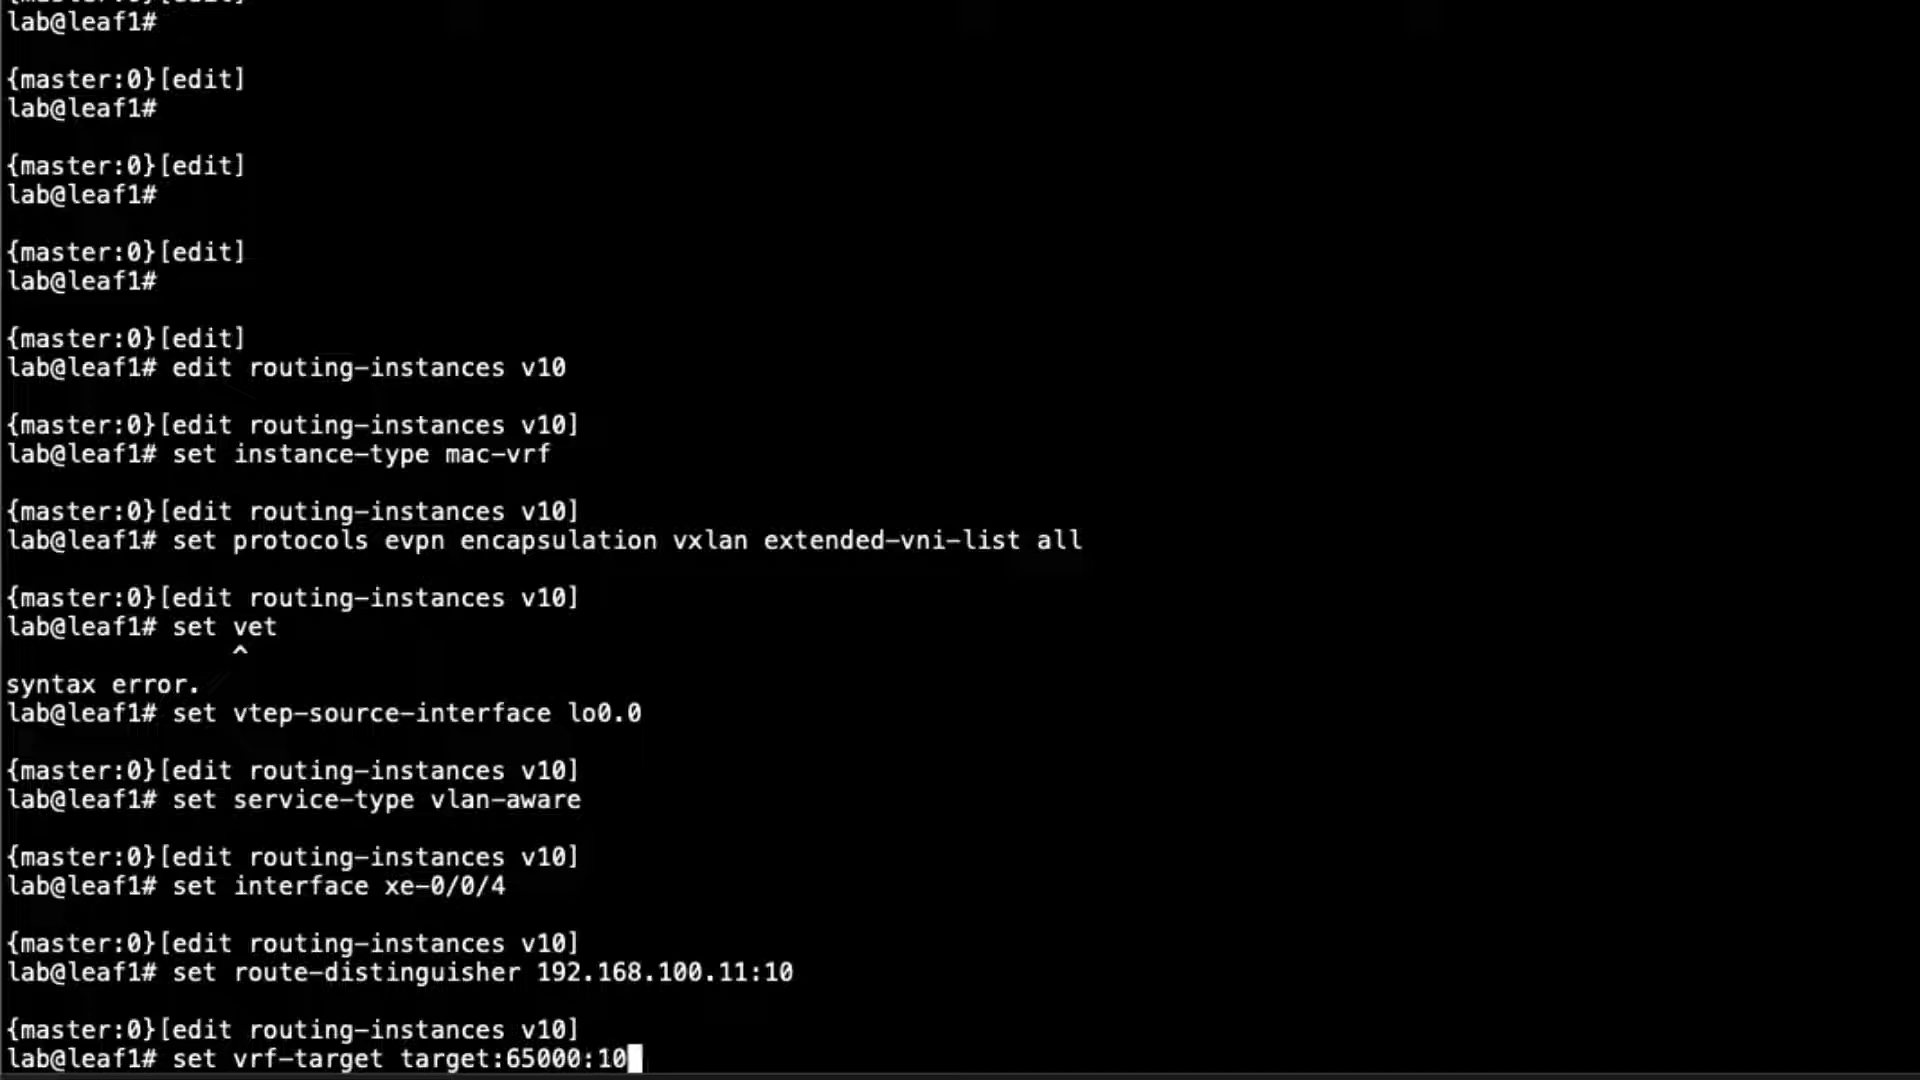 lab@leaf1#
{master:0}[edit]
lab@leaf1#
{master:0}[edit]
lab@leaf1#
{master:0}[edit]
lab@leaf1#
{master:0}[edit]
lab@leaf1# edit routing-instances v10
{master:0}[edit routing-instances v10]
lab@leaf1# set instance-type mac-vrf
{master:0}[edit routing-instances v10]
lab@leaf1# set protocols evpn encapsulation vxlan extended-vni-list all
{master:0}[edit routing-instances v10]
lab@leaf1# set vet
^
syntax error.
lab@leaf1# set vtep-source-interface lo0.0
{master:0}[edit routing-instances v10]
lab@leaf1# set service-type vlan-aware
{master:0}[edit routing-instances v10]
lab@leaf1# set interface xe-0/0/4
{master:0}[edit routing-instances v10]
lab@leaf1# set route-distinguisher 192.168.100.11:10
{master:0}[edit routing-instances v10]
lab@leaf1# set vrf-target target:65000:10